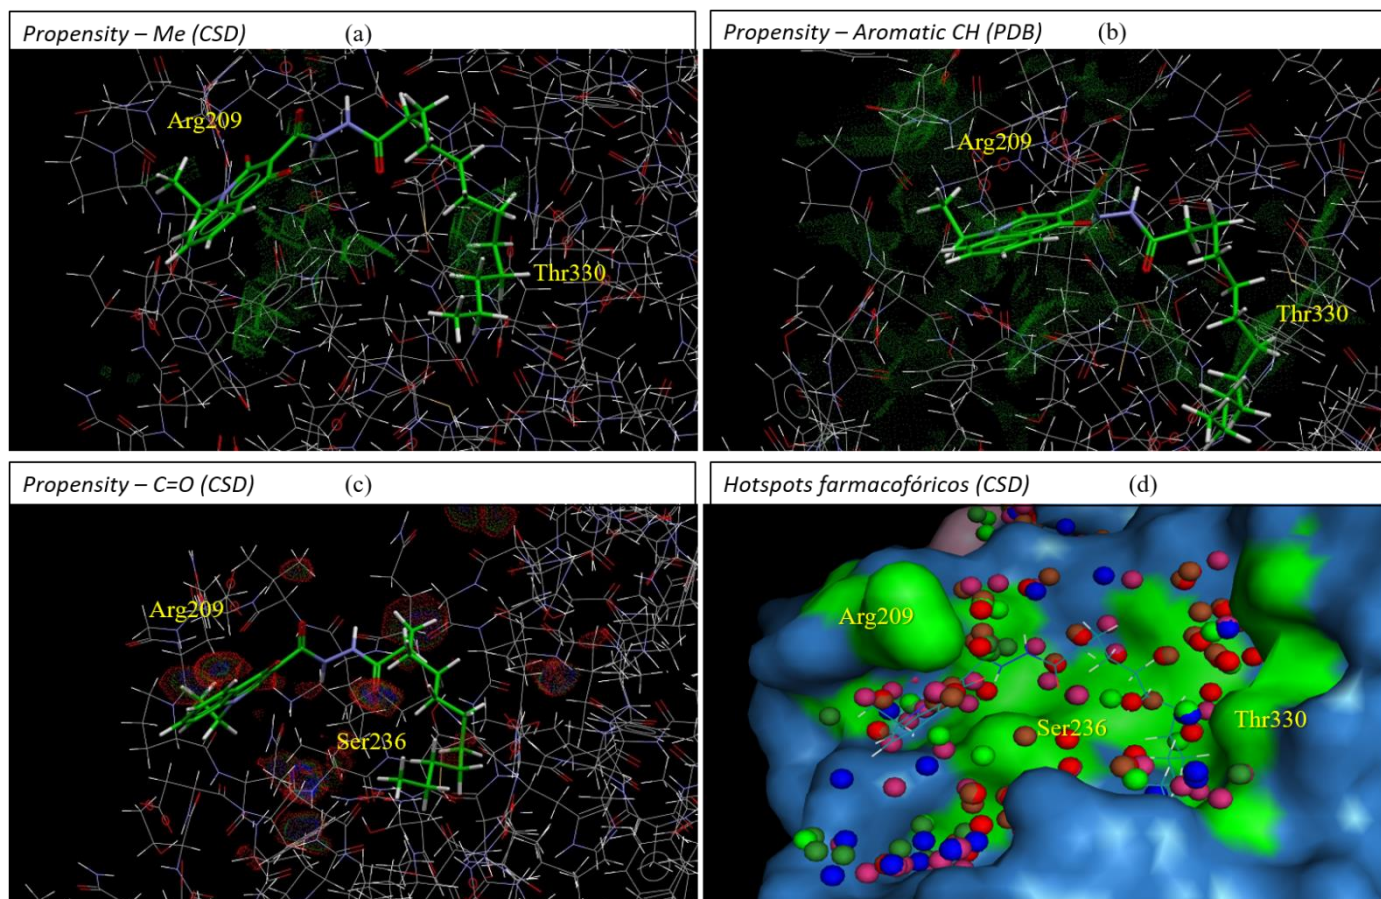 Propensity – Me (CSD) (a)
Arg209
Thr330
Propensity – Aromatic CH (PDB) (b)
Arg209
Thr330
Propensity – C=O (CSD) (c)
Arg209
Ser236
Hotspots farmacofóricos (CSD) (d)
Arg209
Ser236
Thr330